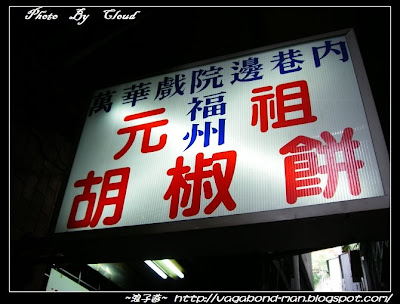 Photo By Cloud
萬華戲院邊巷內
元 福州 祖
胡椒餅
~浪子夢~ http://vagabond-man.blogspot.com/